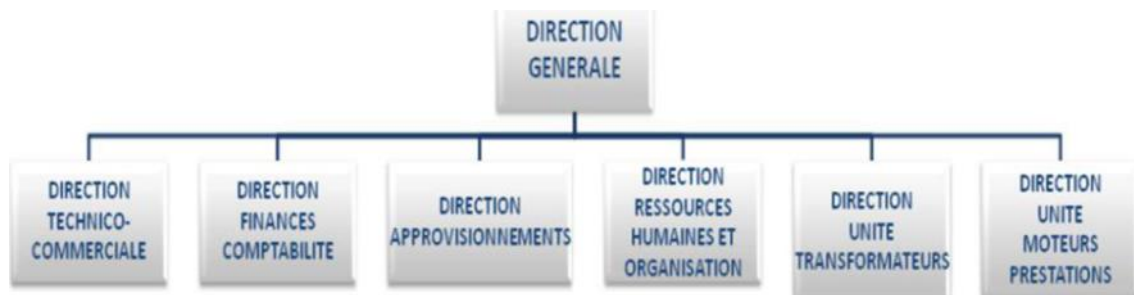 DIRECTION
GENERALE
DIRECTION
TECHNICO-
COMMERCIALE
DIRECTION
FINANCES
COMPTABILITE
DIRECTION
APPROVISIONNEMENTS
DIRECTION
RESSOURCES
HUMAINES ET
ORGANISATION
DIRECTION
UNITE
TRANSFORMATEURS
DIRECTION
UNITE
MOTEURS
PRESTATIONS